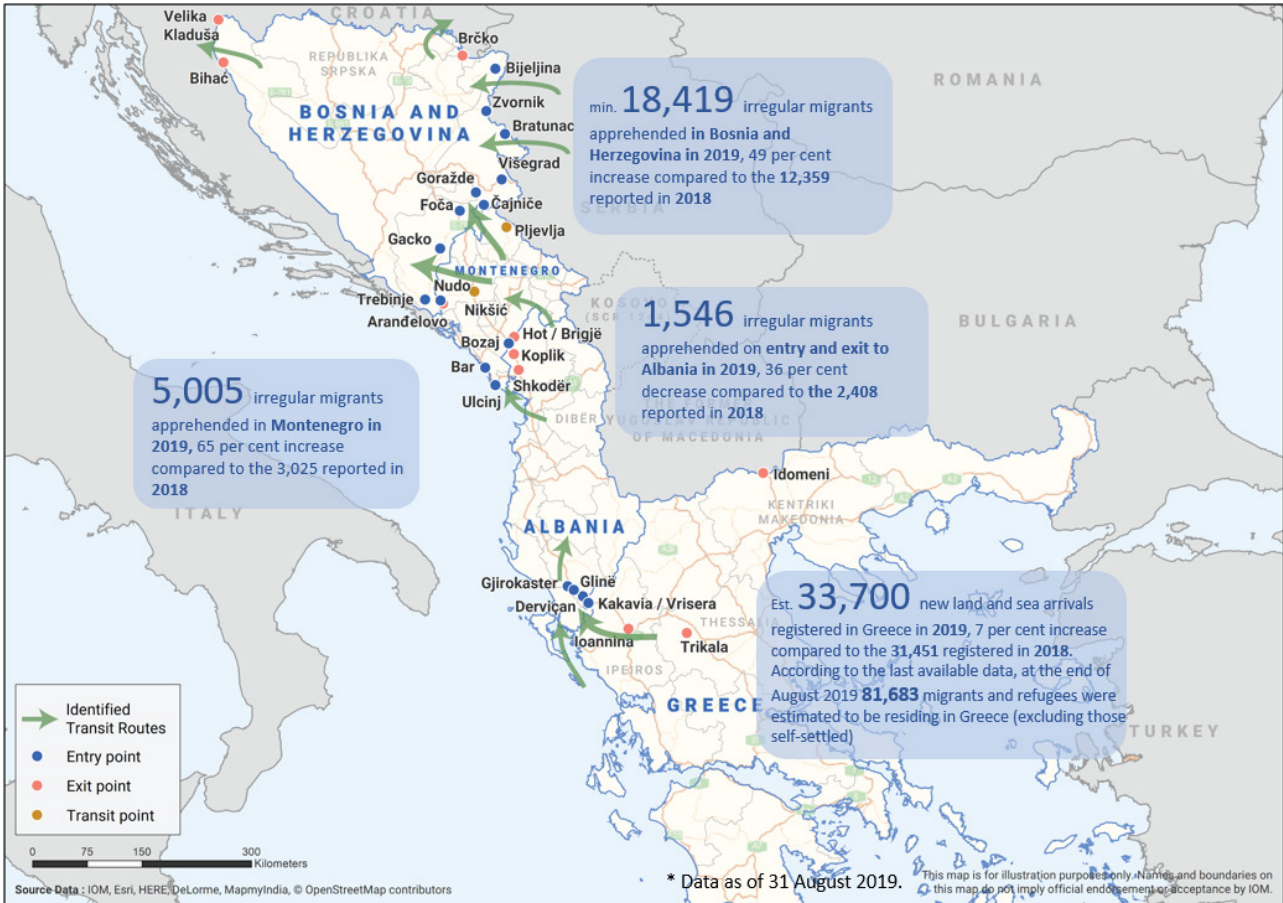 CROATIA
Velika
Kladuša
Brčko
REPUBLIKA
SRPSKA
Bihać
Bijeljina
ROMANIA
BOSNIA AND
HERZEGOVINA
Zvornik
Bratunac
Višegrad
Goražde
Foča
Čajniče
Pljevlja
SERBIA
min. 18,419 irregular migrants
apprehended in Bosnia and
Herzegovina in 2019, 49 per cent
increase compared to the 12,359
reported in 2018
Gacko
MONTENEGRO
Nudo
Trebinje
Nikšić
Aranđelovo
KOSOVO
(SCR 1244)
BULGARIA
Hot / Brigjë
Bozaj
Koplik
Bar
Shkodër
Ulcinj
1,546 irregular migrants
apprehended on entry and exit to
Albania in 2019, 36 per cent
decrease compared to the 2,408
reported in 2018
THE FORMER
DIBËR YUGOSLAV REPUBLIC
OF MACEDONIA
5,005 irregular migrants
apprehended in Montenegro in
2019, 65 per cent increase
compared to the 3,025 reported in
2018
ITALY
Idomeni
KENTRIKI
MAKEDONIA
ALBANIA
Gjirokaster
Glinë
Derviçan
Kakavia / Vrisera
Ioannina
THESSALIA
Trikala
IPEIROS
GREECE
Est. 33,700 new land and sea arrivals
registered in Greece in 2019, 7 per cent increase
compared to the 31,451 registered in 2018.
According to the last available data, at the end of
August 2019 81,683 migrants and refugees were
estimated to be residing in Greece (excluding those
self-settled)
TURKEY
Identified
Transit Routes
Entry point
Exit point
Transit point
0 75 150 300
Kilometers
Source Data : IOM, Esri, HERE, DeLorme, MapmyIndia, © OpenStreetMap contributors
* Data as of 31 August 2019.
This map is for illustration purposes only. Names and boundaries on
this map do not imply official endorsement or acceptance by IOM.